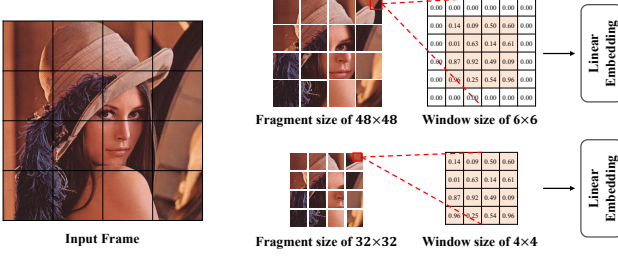 0.00 0.00 0.00 0.00 0.00 0.00
0.00 0.14 0.09 0.50 0.60 0.00
0.00 0.01 0.63 0.14 0.61 0.00
0.00 0.87 0.92 0.49 0.09 0.00
0.00 0.96 0.25 0.54 0.96 0.00
0.00 0.00 0.00 0.00 0.00 0.00
Linear
Embedding
Fragment size of 48×48
Window size of 6×6
0.14 0.09 0.50 0.60
0.01 0.63 0.14 0.61
0.87 0.92 0.49 0.09
0.96 0.25 0.54 0.96
Linear
Embedding
Input Frame
Fragment size of 32×32
Window size of 4×4